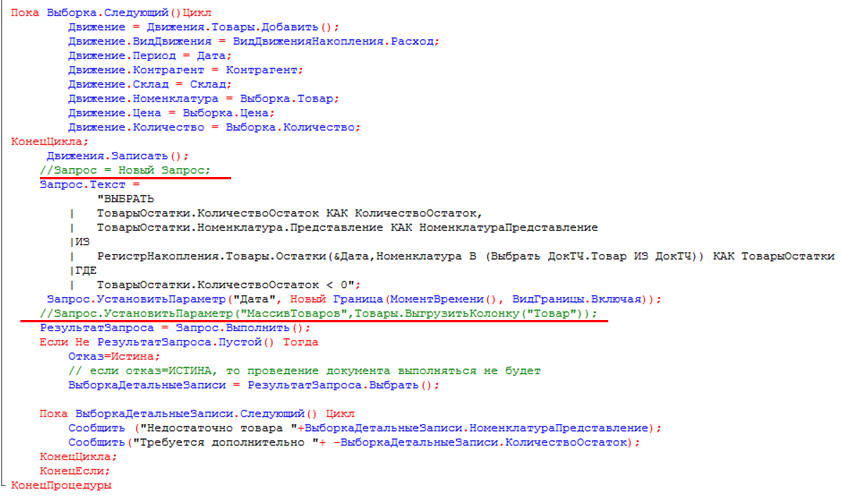 Пока Выборка.Следующий()Цикл
Движение = Движения.Товары.Добавить();
Движение.ВидДвижения = ВидДвиженияНакопления.Расход;
Движение.Период = Дата;
Движение.Контрагент = Контрагент;
Движение.Склад = Склад;
Движение.Номенклатура = Выборка.Товар;
Движение.Цена = Выборка.Цена;
Движение.Количество = Выборка.Количество;
КонецЦикла;
Движения.Записать();
//Запрос = Новый Запрос;
Запрос.Текст =
"ВЫБРАТЬ
| ТоварыОстатки.КоличествоОстаток КАК КоличествоОстаток,
| ТоварыОстатки.Номенклатура.Представление КАК НоменклатураПредставление
|ИЗ
| РегистрНакопления.Товары.Остатки(&Дата,Номенклатура В (Выбрать ДокТЧ.Товар ИЗ ДокТЧ)) КАК ТоварыОстатки
|ГДЕ
| ТоварыОстатки.КоличествоОстаток < 0";
Запрос.УстановитьПараметр("Дата", Новый Граница(МоментВремени(), ВидГраницы.Включая));
//Запрос.УстановитьПараметр("МассивТоваров",Товары.ВыгрузитьКолонку("Товар"));
РезультатЗапроса = Запрос.Выполнить();
Если Не РезультатЗапроса.Пустой() Тогда
Отказ=Истина;
// если отказ=ИСТИНА, то проведение документа выполняться не будет
ВыборкаДетальныеЗаписи = РезультатЗапроса.Выбрать();
Пока ВыборкаДетальныеЗаписи.Следующий() Цикл
Сообщить ("Недостаточно товара "+ВыборкаДетальныеЗаписи.НоменклатураПредставление);
Сообщить("Требуется дополнительно "+ -ВыборкаДетальныеЗаписи.КоличествоОстаток);
КонецЦикла;
КонецЕсли;
КонецПроцедуры